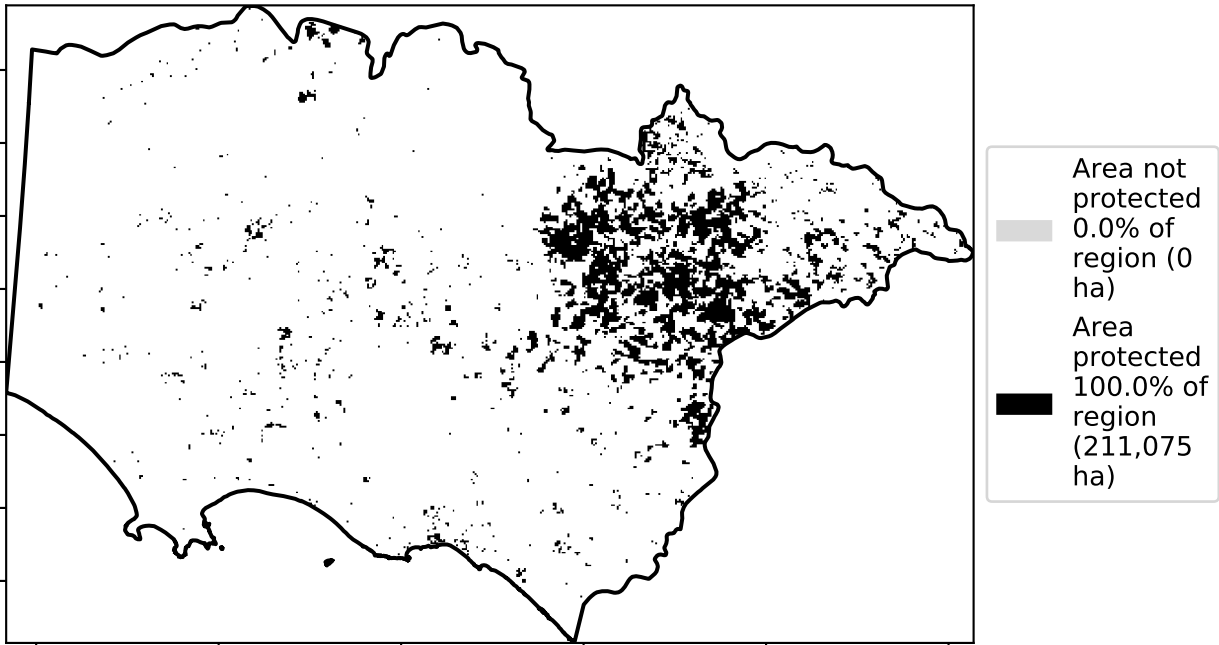 Area not
protected
0.0% of
region (0
ha)
Area
protected
100.0% of
region
(211,075
ha)